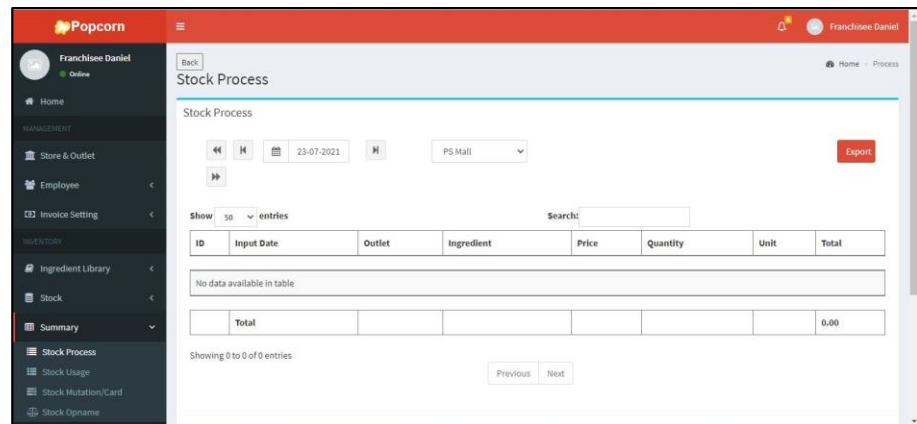 Popcorn
Franchisee Daniel
Franchisee Daniel
Online
Home
MANAGEMENT
Store & Outlet
Employee
Invoice Setting
INVENTORY
Ingredient Library
Stock
Summary
Stock Process
Stock Usage
Stock Mutation/Card
Stock Opname
Back
Stock Process
Home Process
Stock Process
23-07-2021
PS Mall
Export
Show 50 entries
Search:
ID Input Date Outlet Ingredient Price Quantity Unit Total
No data available in table
Total 0.00
Showing 0 to 0 of 0 entries
Previous Next